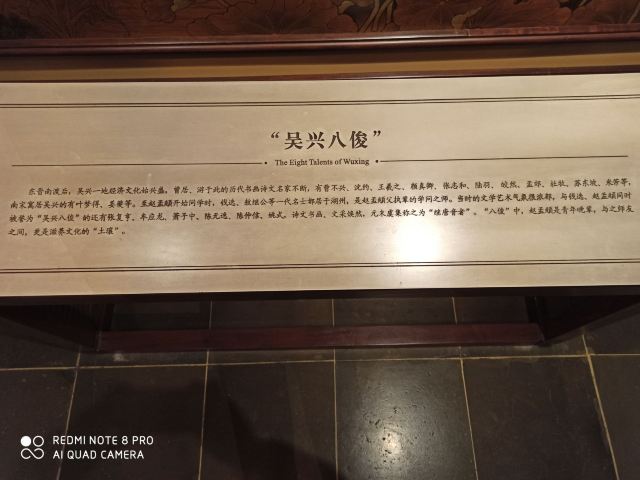 “吴兴八俊”
The Eight Talents of Wuxing
东晋南渡后，吴兴一地经济文化始兴盛。曾居、游于此的历代书画诗文名家不断，有曹不兴、沈约、王羲之、颜真卿、张志和、陆羽、皎然、孟郊、杜牧、苏东坡、米芾等，
南宋寓居吴兴的有叶梦得、姜夔等。至赵孟頫开始问学时，钱选、敖继公等一代名士都居于湖州，是赵孟頫父执辈的学问之师。当时的文学艺术气象很浓郁，与钱选、赵孟頫同时
被誉为“吴兴八俊”的还有张复亨、牟应龙、萧子中、陈无逸、陈仲信、姚式。诗文书画、文采焕然，元末虞集称之为“继唐音者”。“八俊”中，赵孟頫是青年晚辈，与之师友
之间，更是滋养文化的“土壤”。
REDMI NOTE 8 PRO
AI QUAD CAMERA